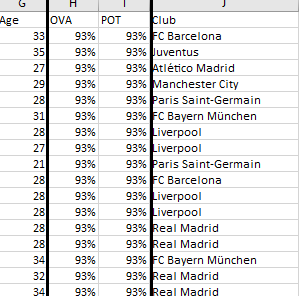 G H I J
Age OVA POT Club
33 93% 93% FC Barcelona
35 93% 93% Juventus
27 93% 93% Atlético Madrid
29 93% 93% Manchester City
28 93% 93% Paris Saint-Germain
31 93% 93% FC Bayern München
28 93% 93% Liverpool
27 93% 93% Liverpool
21 93% 93% Paris Saint-Germain
28 93% 93% FC Barcelona
28 93% 93% Liverpool
28 93% 93% Liverpool
28 93% 93% Real Madrid
28 93% 93% Real Madrid
34 93% 93% FC Bayern München
32 93% 93% Real Madrid
34 93% 93% Real Madrid